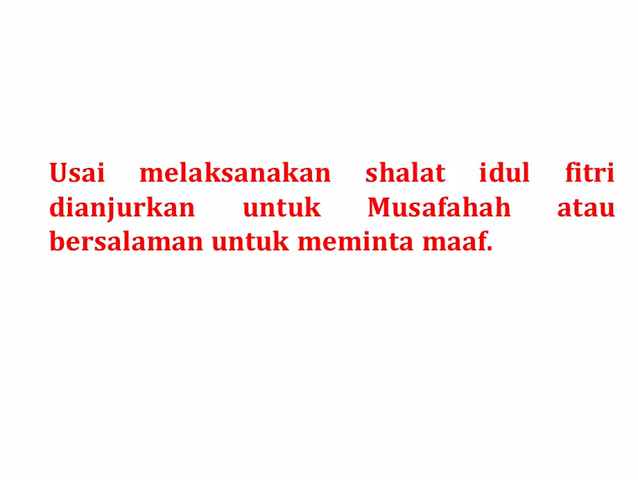 Usai melaksanakan shalat idul fitri
dianjurkan untuk Musafahah atau
bersalaman untuk meminta maaf.